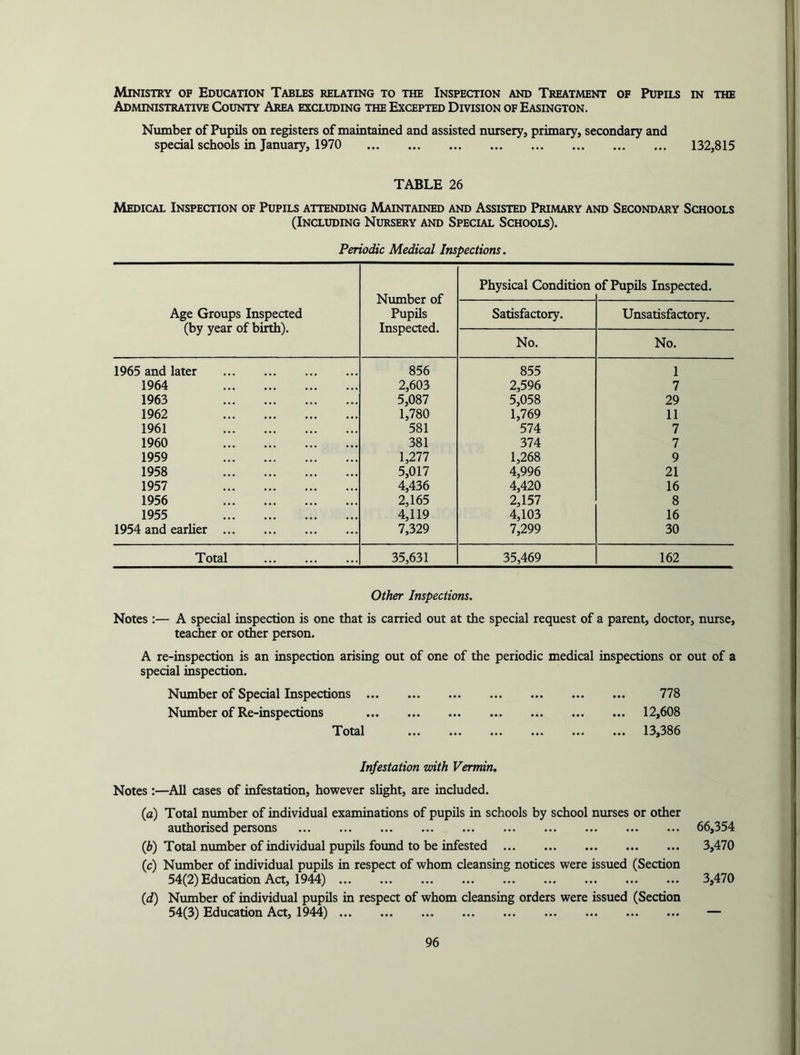 MINISTRY OF EDUCATION TABLES RELATING TO THE INSPECTION AND TREATMENT OF PUPILS IN THE
ADMINISTRATIVE COUNTY AREA EXCLUDING THE EXCEPTED DIVISION OF EASINGTON.
Number of Pupils on registers of maintained and assisted nursery, primary, secondary and
special schools in January, 1970 ... ... ... ... ... ... ... ... 132,815
TABLE 26
MEDICAL INSPECTION OF PUPILS ATTENDING MAINTAINED AND ASSISTED PRIMARY AND SECONDARY SCHOOLS
(INCLUDING NURSERY AND SPECIAL SCHOOLS).
Periodic Medical Inspections.
Age Groups Inspected
(by year of birth).
Number of
Pupils
Inspected.
Physical Condition of Pupils Inspected.
Satisfactory. Unsatisfactory.
No. No.
1965 and later ... ... ... ... 856 855 1
1964 ... ... ... ... 2,603 2,596 7
1963 ... ... ... ... 5,087 5,058 29
1962 ... ... ... ... 1,780 1,769 11
1961 ... ... ... ... 581 574 7
1960 ... ... ... ... 381 374 7
1959 ... ... ... ... 1,277 1,268 9
1958 ... ... ... ... 5,017 4,996 21
1957 ... ... ... ... 4,436 4,420 16
1956 ... ... ... ... 2,165 2,157 8
1955 ... ... ... ... 4,119 4,103 16
1954 and earlier ... ... ... ... 7,329 7,299 30
Total ... ... ... 35,631 35,469 162
Other Inspections.
Notes :— A special inspection is one that is carried out at the special request of a parent, doctor, nurse,
teacher or other person.
A re-inspection is an inspection arising out of one of the periodic medical inspections or out of a
special inspection.
Number of Special Inspections ... ... ... ... ... ... ... 778
Number of Re-inspections ... ... ... ... ... ... ... 12,608
Total ... ... ... ... ... ... 13,386
Infestation with Vermin.
Notes :—All cases of infestation, however slight, are included.
(a) Total number of individual examinations of pupils in schools by school nurses or other
authorised persons ... ... ... ... ... ... ... ... ... ... 66,354
(b) Total number of individual pupils found to be infested ... ... ... ... ... 3,470
(c) Number of individual pupils in respect of whom cleansing notices were issued (Section
54(2) Education Act, 1944) ... ... ... ... ... ... ... ... ... 3,470
(d) Number of individual pupils in respect of whom cleansing orders were issued (Section
54(3) Education Act, 1944) ... ... ... ... ... ... ... ... ... —
96